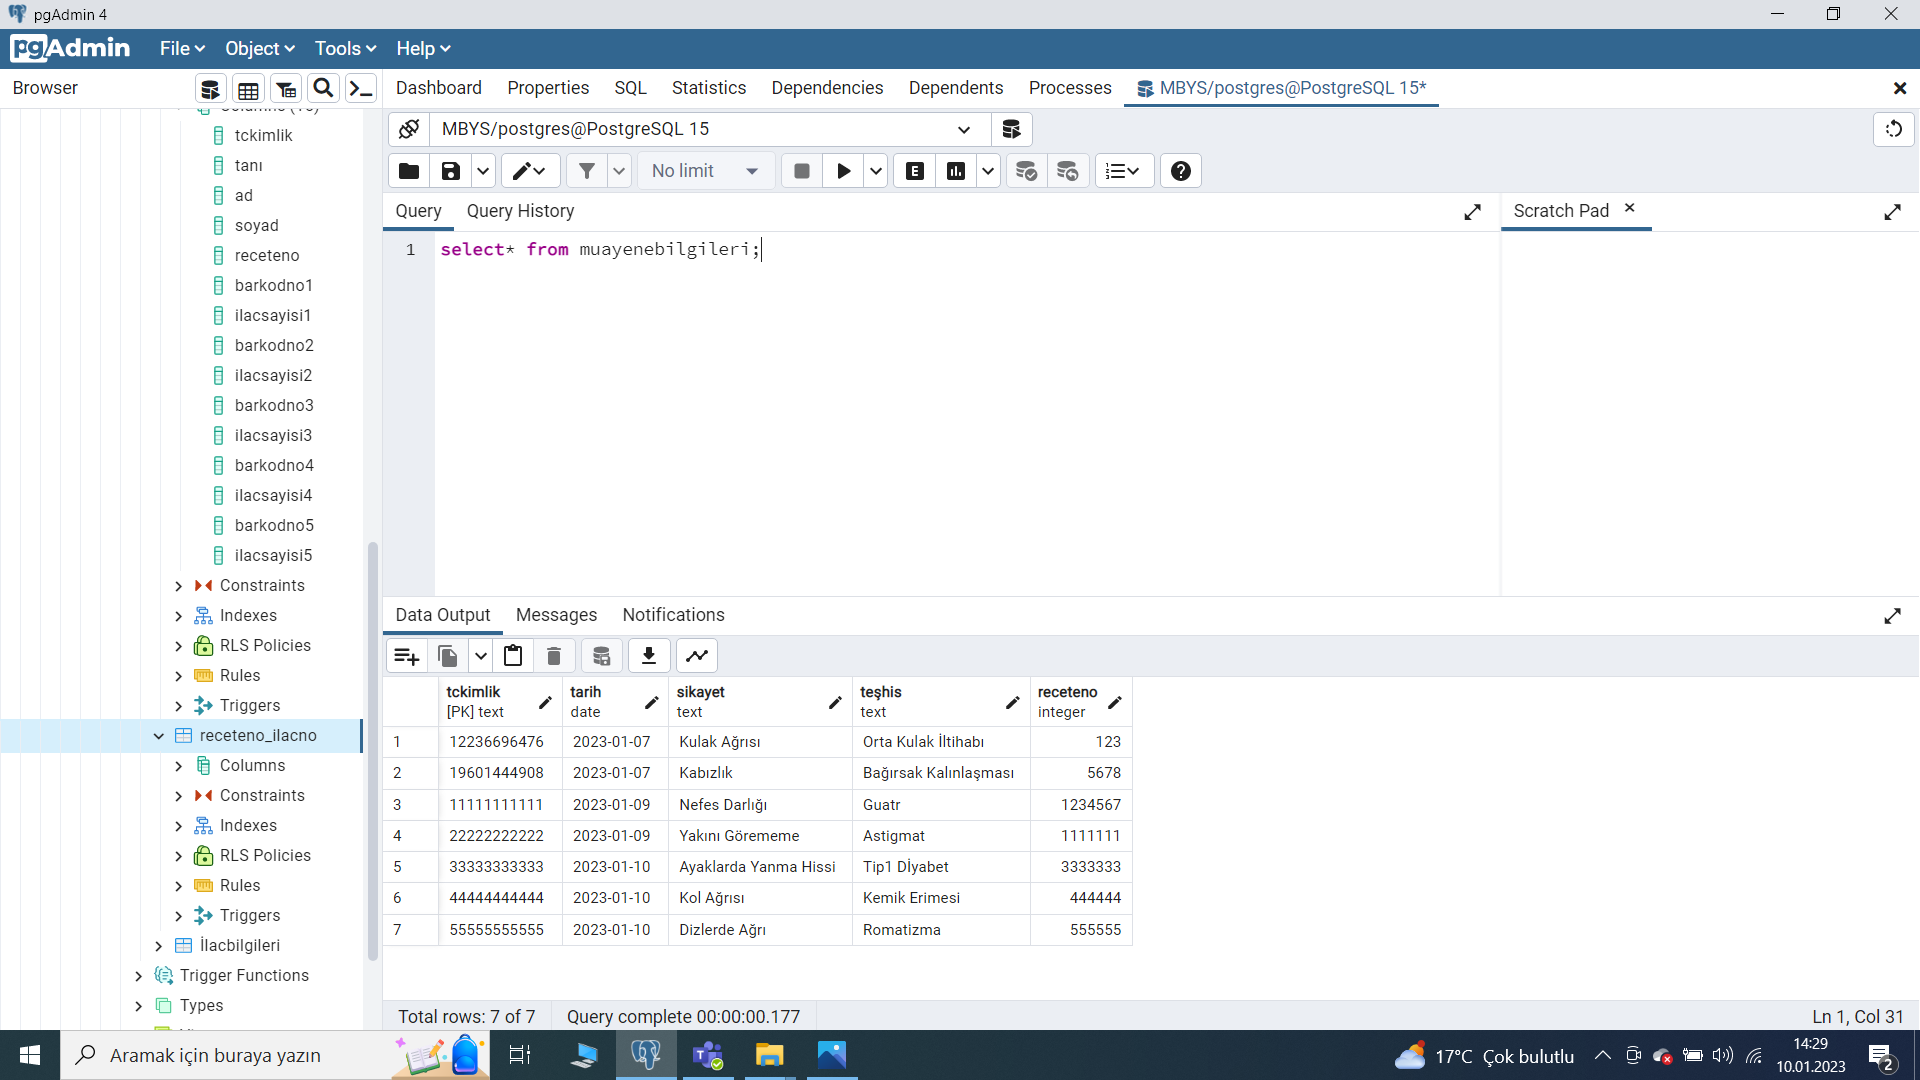 pgAdmin 4
pgAdmin File Object Tools Help
Browser Dashboard Properties SQL Statistics Dependencies Dependents Processes MBYS/postgres@PostgreSQL 15*
MBYS/postgres@PostgreSQL 15
No limit E
Query Query History Scratch Pad
1 select* from muayenebilgileri;
tckimlik
tanı
ad
soyad
receteno
barkodno1
ilacsayisi1
barkodno2
ilacsayisi2
barkodno3
ilacsayisi3
barkodno4
ilacsayisi4
barkodno5
ilacsayisi5
Constraints
Indexes
RLS Policies
Rules
Triggers
receteno_ilacno
Columns
Constraints
Indexes
RLS Policies
Rules
Triggers
İlacbilgileri
Trigger Functions
Types
Data Output Messages Notifications
tckimlik tarih sikayet teşhis receteno
[PK] text date text text integer
1 12236696476 2023-01-07 Kulak Ağrısı Orta Kulak İltihabı 123
2 19601444908 2023-01-07 Kabızlık Bağırsak Kalınlaşması 5678
3 11111111111 2023-01-09 Nefes Darlığı Guatr 1234567
4 22222222222 2023-01-09 Yakını Görememe Astigmat 1111111
5 33333333333 2023-01-10 Ayaklarda Yanma Hissi Tip1 Dİyabet 3333333
6 44444444444 2023-01-10 Kol Ağrısı Kemik Erimesi 444444
7 55555555555 2023-01-10 Dizlerde Ağrı Romatizma 555555
Total rows: 7 of 7 Query complete 00:00:00.177 Ln 1, Col 31
Aramak için buraya yazın 17°C Çok bulutlu 14:29
10.01.2023 2